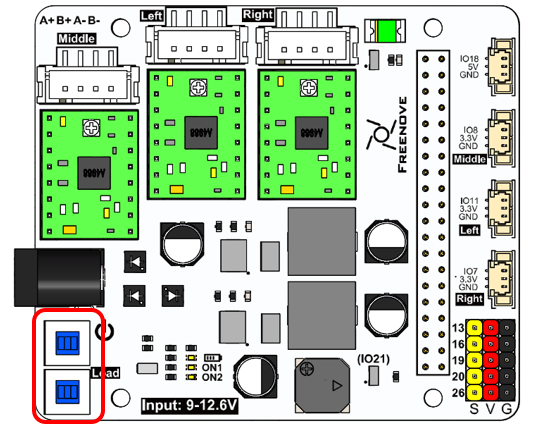 A+B+A-B-
Middle
Left
Right
A4988
A4988
A4988
FREENOVE
IO18
5V
GND
IO8
3.3V
GND
Middle
IO11
3.3V
GND
Left
IO7
3.3V
GND
Right
Load
ON1
ON2
Input: 9-12.6V
(IO21)
13
16
19
20
26
S V G